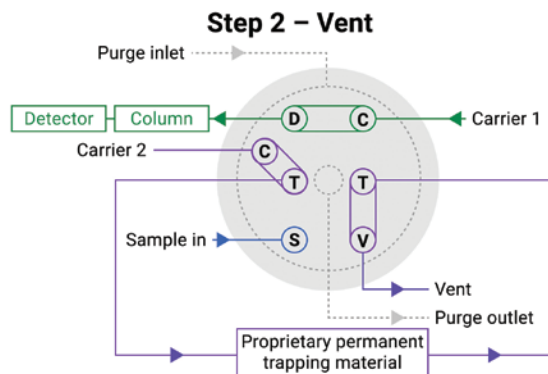 Step 2 – Vent
Purge inlet
Detector
Column
D
C
Carrier 1
Carrier 2
C
T
T
Sample in
S
V
Vent
Purge outlet
Proprietary permanent
trapping material